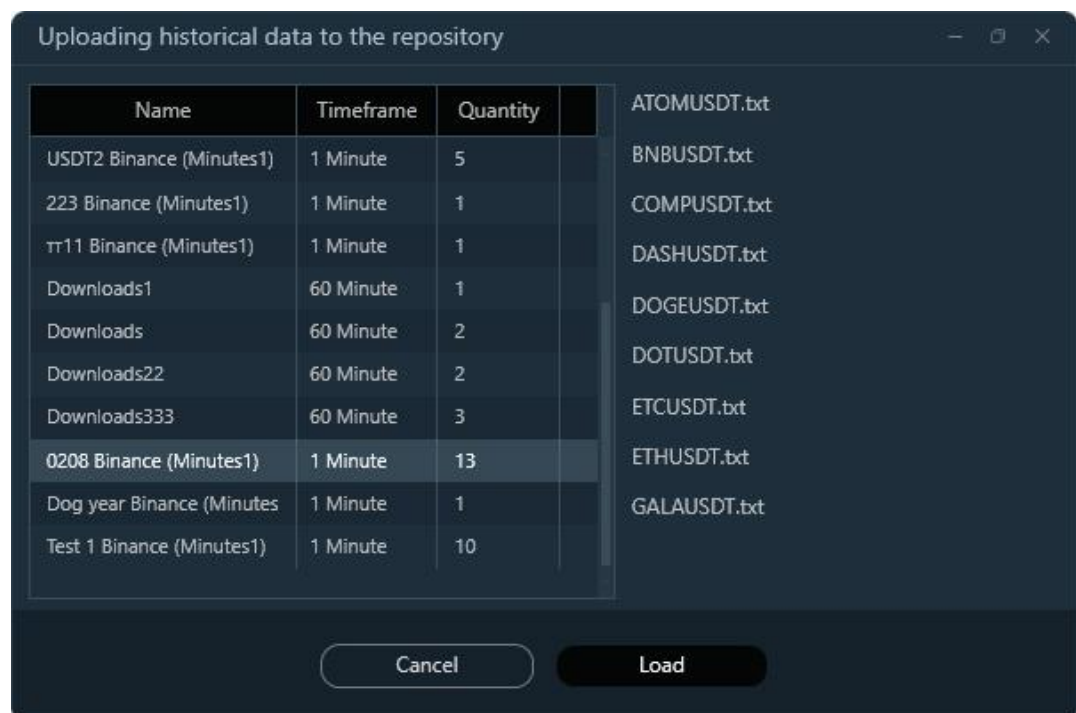 Uploading historical data to the repository
Name Timeframe Quantity
USDT2 Binance (Minutes1) 1 Minute 5
223 Binance (Minutes1) 1 Minute 1
тт11 Binance (Minutes1) 1 Minute 1
Downloads1 60 Minute 1
Downloads 60 Minute 2
Downloads22 60 Minute 2
Downloads333 60 Minute 3
0208 Binance (Minutes1) 1 Minute 13
Dog year Binance (Minutes 1 Minute 1
Test 1 Binance (Minutes1) 1 Minute 10
ATOMUSDT.txt
BNBUSDT.txt
COMPUSDT.txt
DASHUSDT.txt
DOGEUSDT.txt
DOTUSDT.txt
ETCUSDT.txt
ETHUSDT.txt
GALAUSDT.txt
Cancel Load